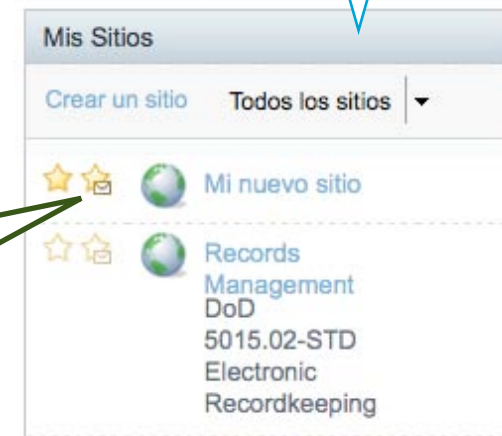 Mis Sitios
Crear un sitio Todos los sitios
Mi nuevo sitio
Records
Management
DoD
5015.02-STD
Electronic
Recordkeeping